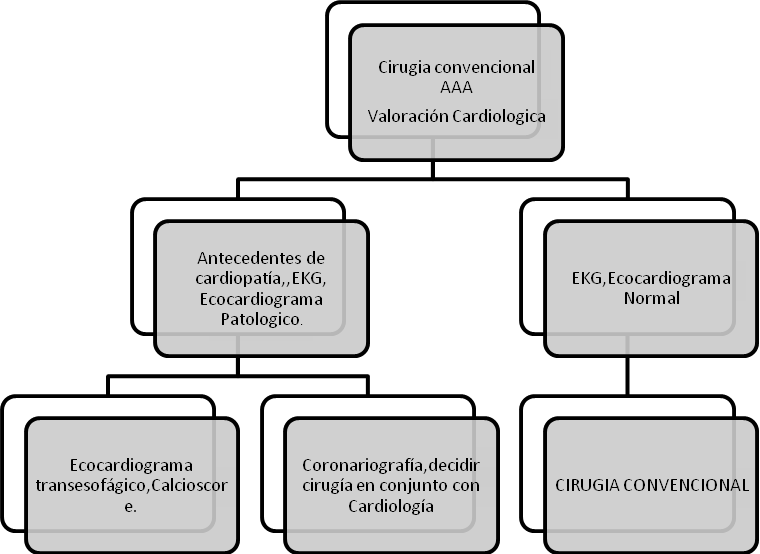 Cirugia convencional
AAA
Valoración Cardiologica
Antecedentes de
cardiopatía,,EKG,
Ecocardiograma
Patologico.
EKG,Ecocardiograma
Normal
Ecocardiograma
transesofágico,Calcioscor
e.
Coronariografía,decidir
cirugía en conjunto con
Cardiología
CIRUGIA CONVENCIONAL